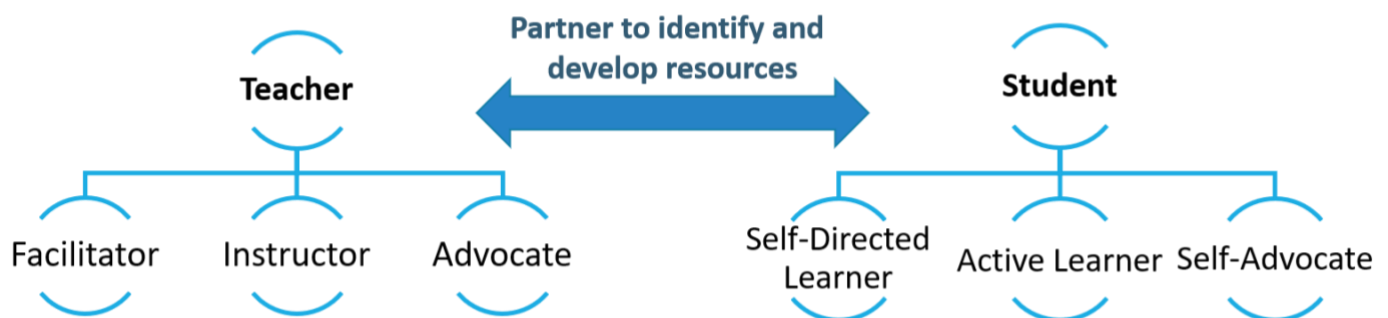 Partner to identify and
develop resources
Teacher
Student
Facilitator
Instructor
Advocate
Self-Directed
Learner
Active Learner
Self-Advocate